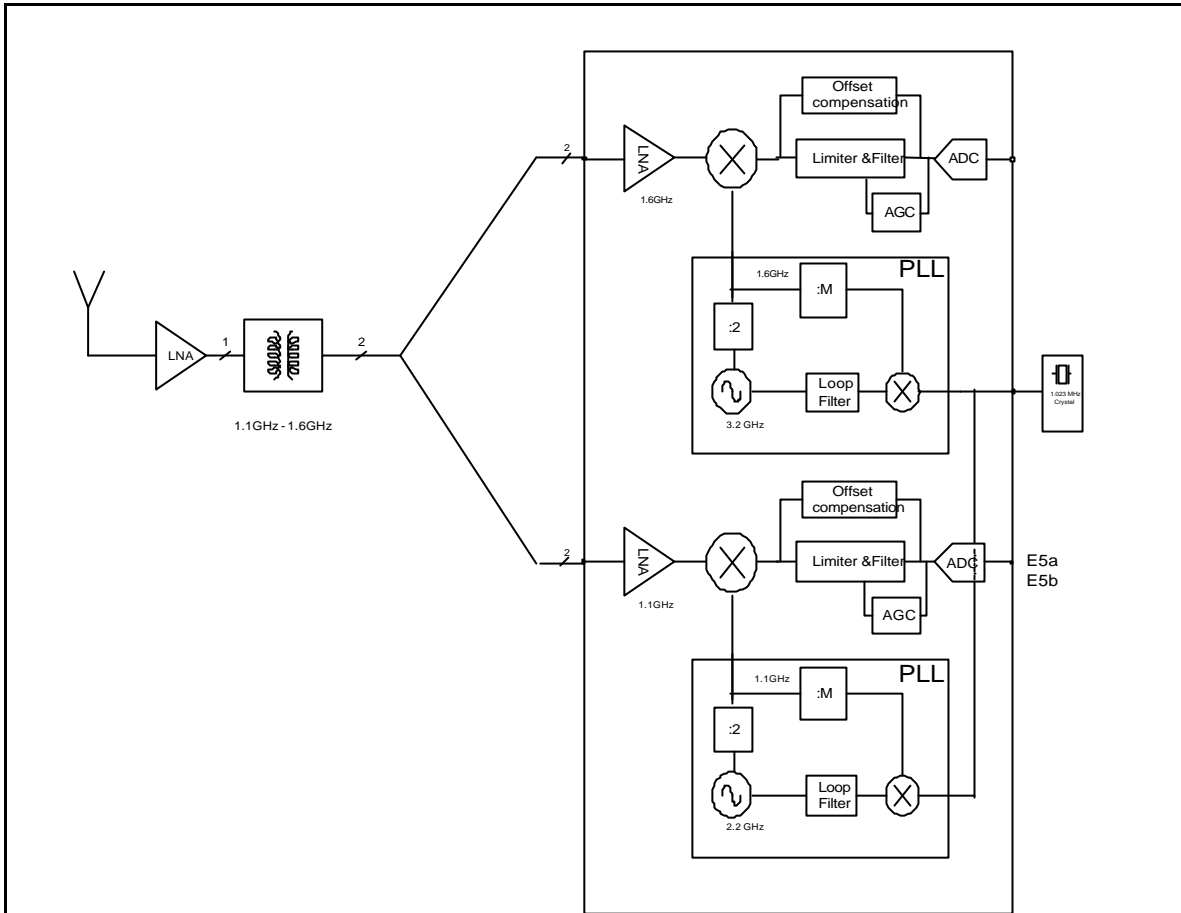 Offset
compensation
2
LNA
Limiter &Filter
ADC
1.6GHz
AGC
PLL
1.6GHz
:M
:2
1
2
LNA
Loop
Filter
1.023 MHz
Crystal
3.2 GHz
1.1GHz - 1.6GHz
Offset
compensation
2
LNA
Limiter &Filter
ADC
E5a
E5b
1.1GHz
AGC
PLL
1.1GHz
:M
:2
Loop
Filter
2.2 GHz